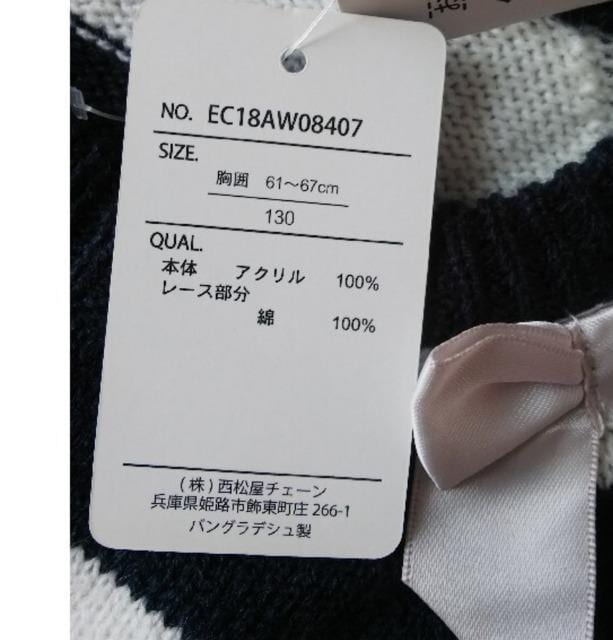 NO. EC18AW08407
SIZE.
胸囲 61～67cm
130
QUAL.
本体 アクリル 100%
レース部分
綿 100%
(株)西松屋チェーン
兵庫県姫路市飾東町庄 266-1
バングラデシュ製